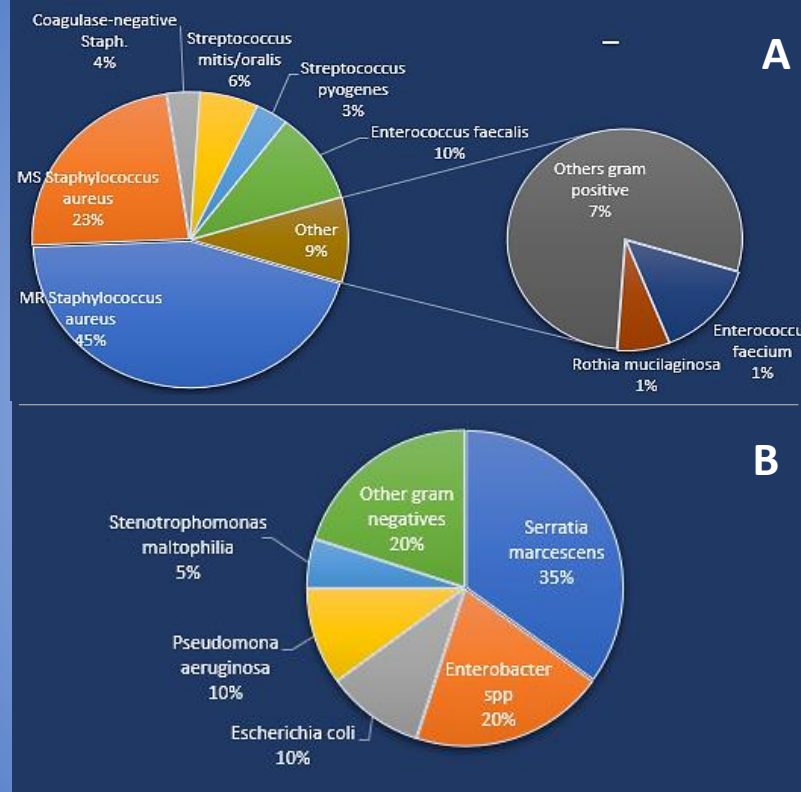 Coagulase-negative
Staph.
4%
Streptococcus
mitis/oralis
6%
Streptococcus
pyogenes
3%
Enterococcus faecalis
10%
MS Staphylococcus
aureus
23%
Other
9%
MR Staphylococcus
aureus
45%
–
A
Others gram
positive
7%
Enterococcu
faecium
1%
Rothia mucilaginosa
1%
B
Other gram
negatives
20%
Serratia
marcescens
35%
Stenotrophomonas
maltophilia
5%
Pseudomona
aeruginosa
10%
Enterobacter
spp
20%
Escherichia coli
10%